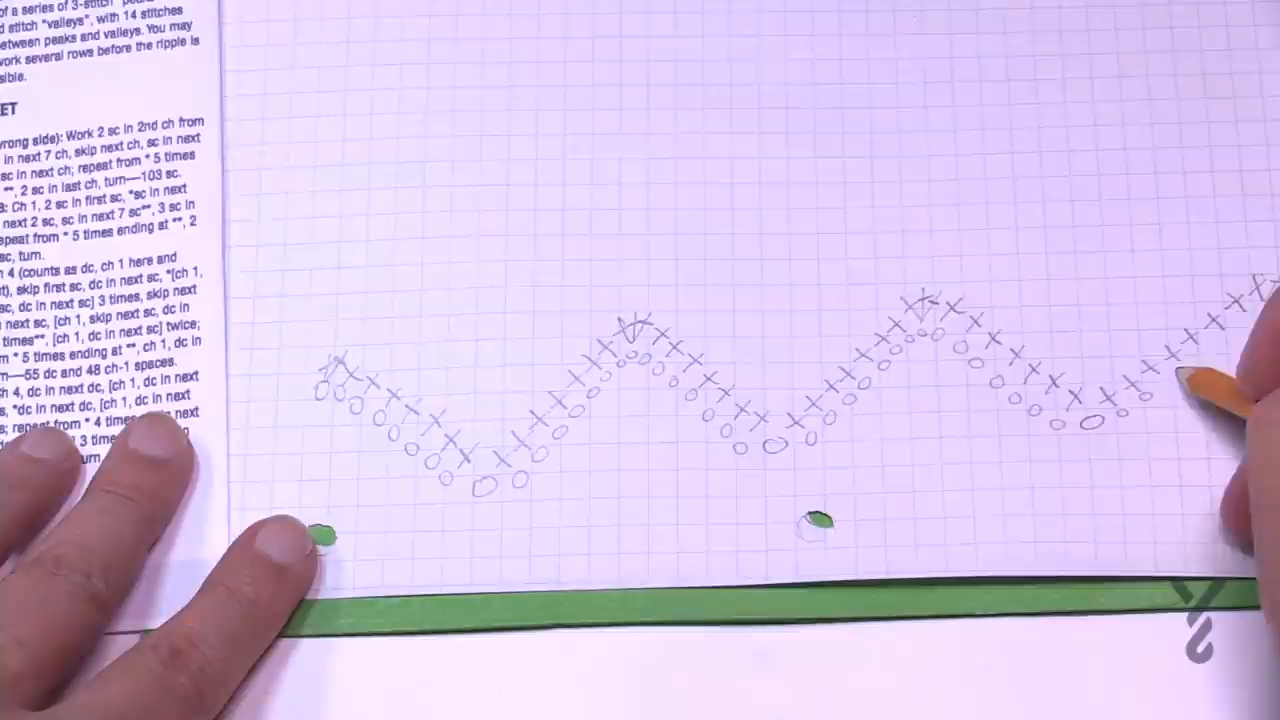 of a series of 3-stitch
d stitch "valleys", with 14 stitches
etween peaks and valleys. You may
work several rows before the ripple is
sible.
ET
rong side): Work 2 sc in 2nd ch from
in next 7 ch, skip next ch, sc in next
sc in next ch; repeat from * 5 times
**, 2 sc in last ch, turn—103 sc.
: Ch 1, 2 sc in first sc, *sc in next
next 2 sc, sc in next 7 sc**, 3 sc in
epeat from * 5 times ending at **, 2
sc, turn.
h 4 (counts as dc, ch 1 here and
t), skip first sc, dc in next sc, *[ch 1,
sc, dc in next sc] 3 times, skip next
next sc, [ch 1, skip next sc, dc in
times**, [ch 1, dc in next sc] twice;
m * 5 times ending at **, ch 1, dc in
n—55 dc and 48 ch-1 spaces.
h 4, dc in next dc, [ch 1, dc in next
s, *dc in next dc, [ch 1, dc in next
s; repeat from * 4 times next
3 time
urn